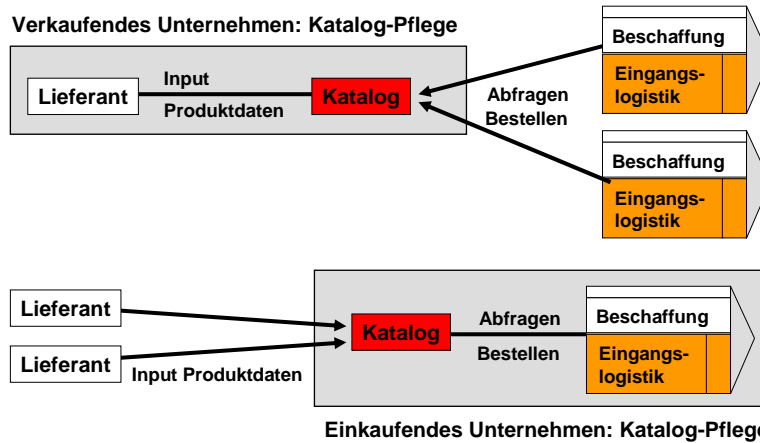 Verkaufendes Unternehmen: Katalog-Pflege
Lieferant
Input
Produktdaten
Katalog
Abfragen
Bestellen
Beschaffung
Eingangs-
logistik
Beschaffung
Eingangs-
logistik
Lieferant
Lieferant
Input Produktdaten
Katalog
Abfragen
Bestellen
Beschaffung
Eingangs-
logistik
Einkaufendes Unternehmen: Katalog-Pflege